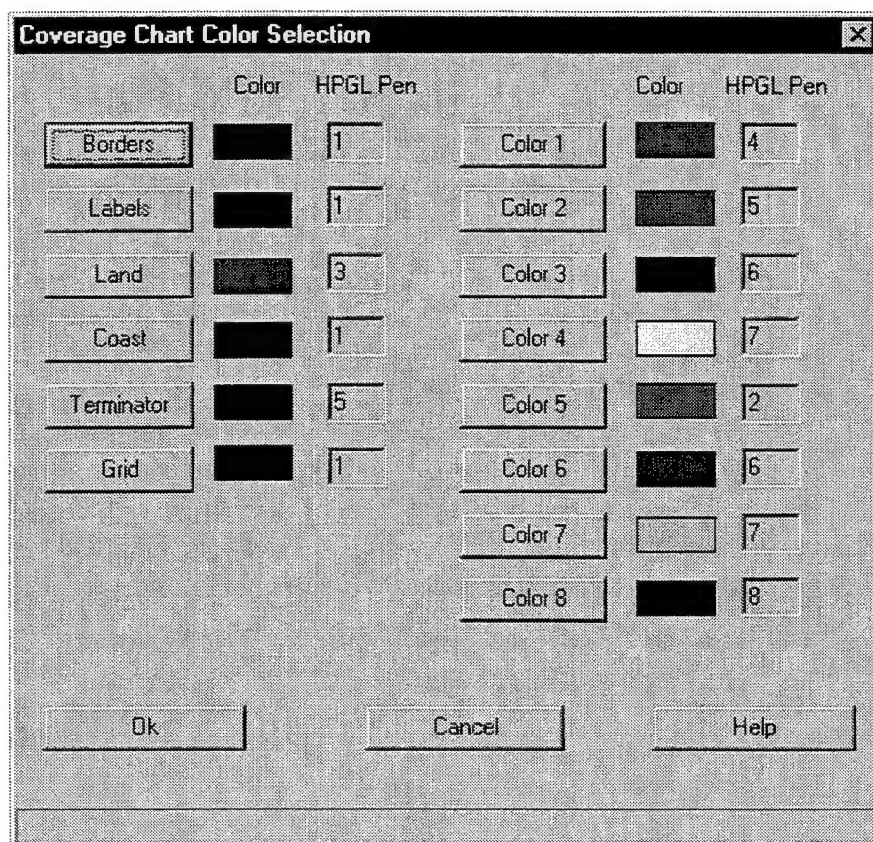 Coverage Chart Color Selection
Color HPGL Pen Color HPGL Pen
Borders 1 Color 1 4
Labels 1 Color 2 5
Land 3 Color 3 6
Coast 1 Color 4 7
Terminator 5 Color 5 2
Grid 1 Color 6 6
Color 7 7
Color 8 8
Ok Cancel Help